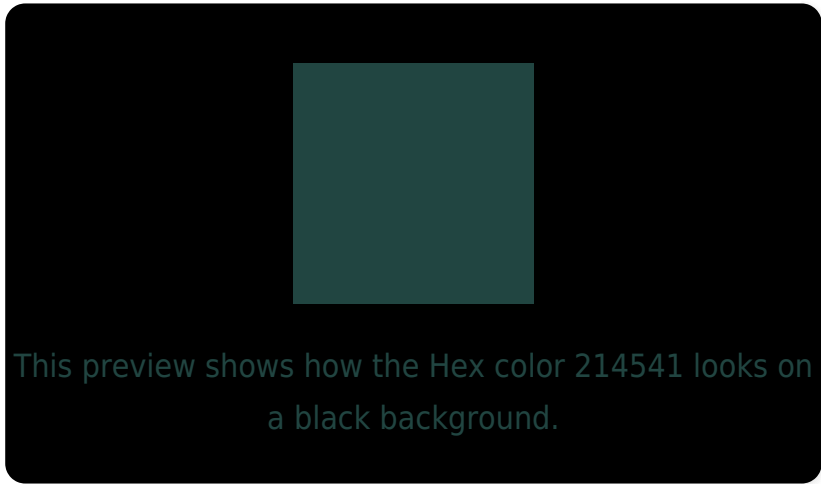 This preview shows how the Hex color 214541 looks on
a black background.